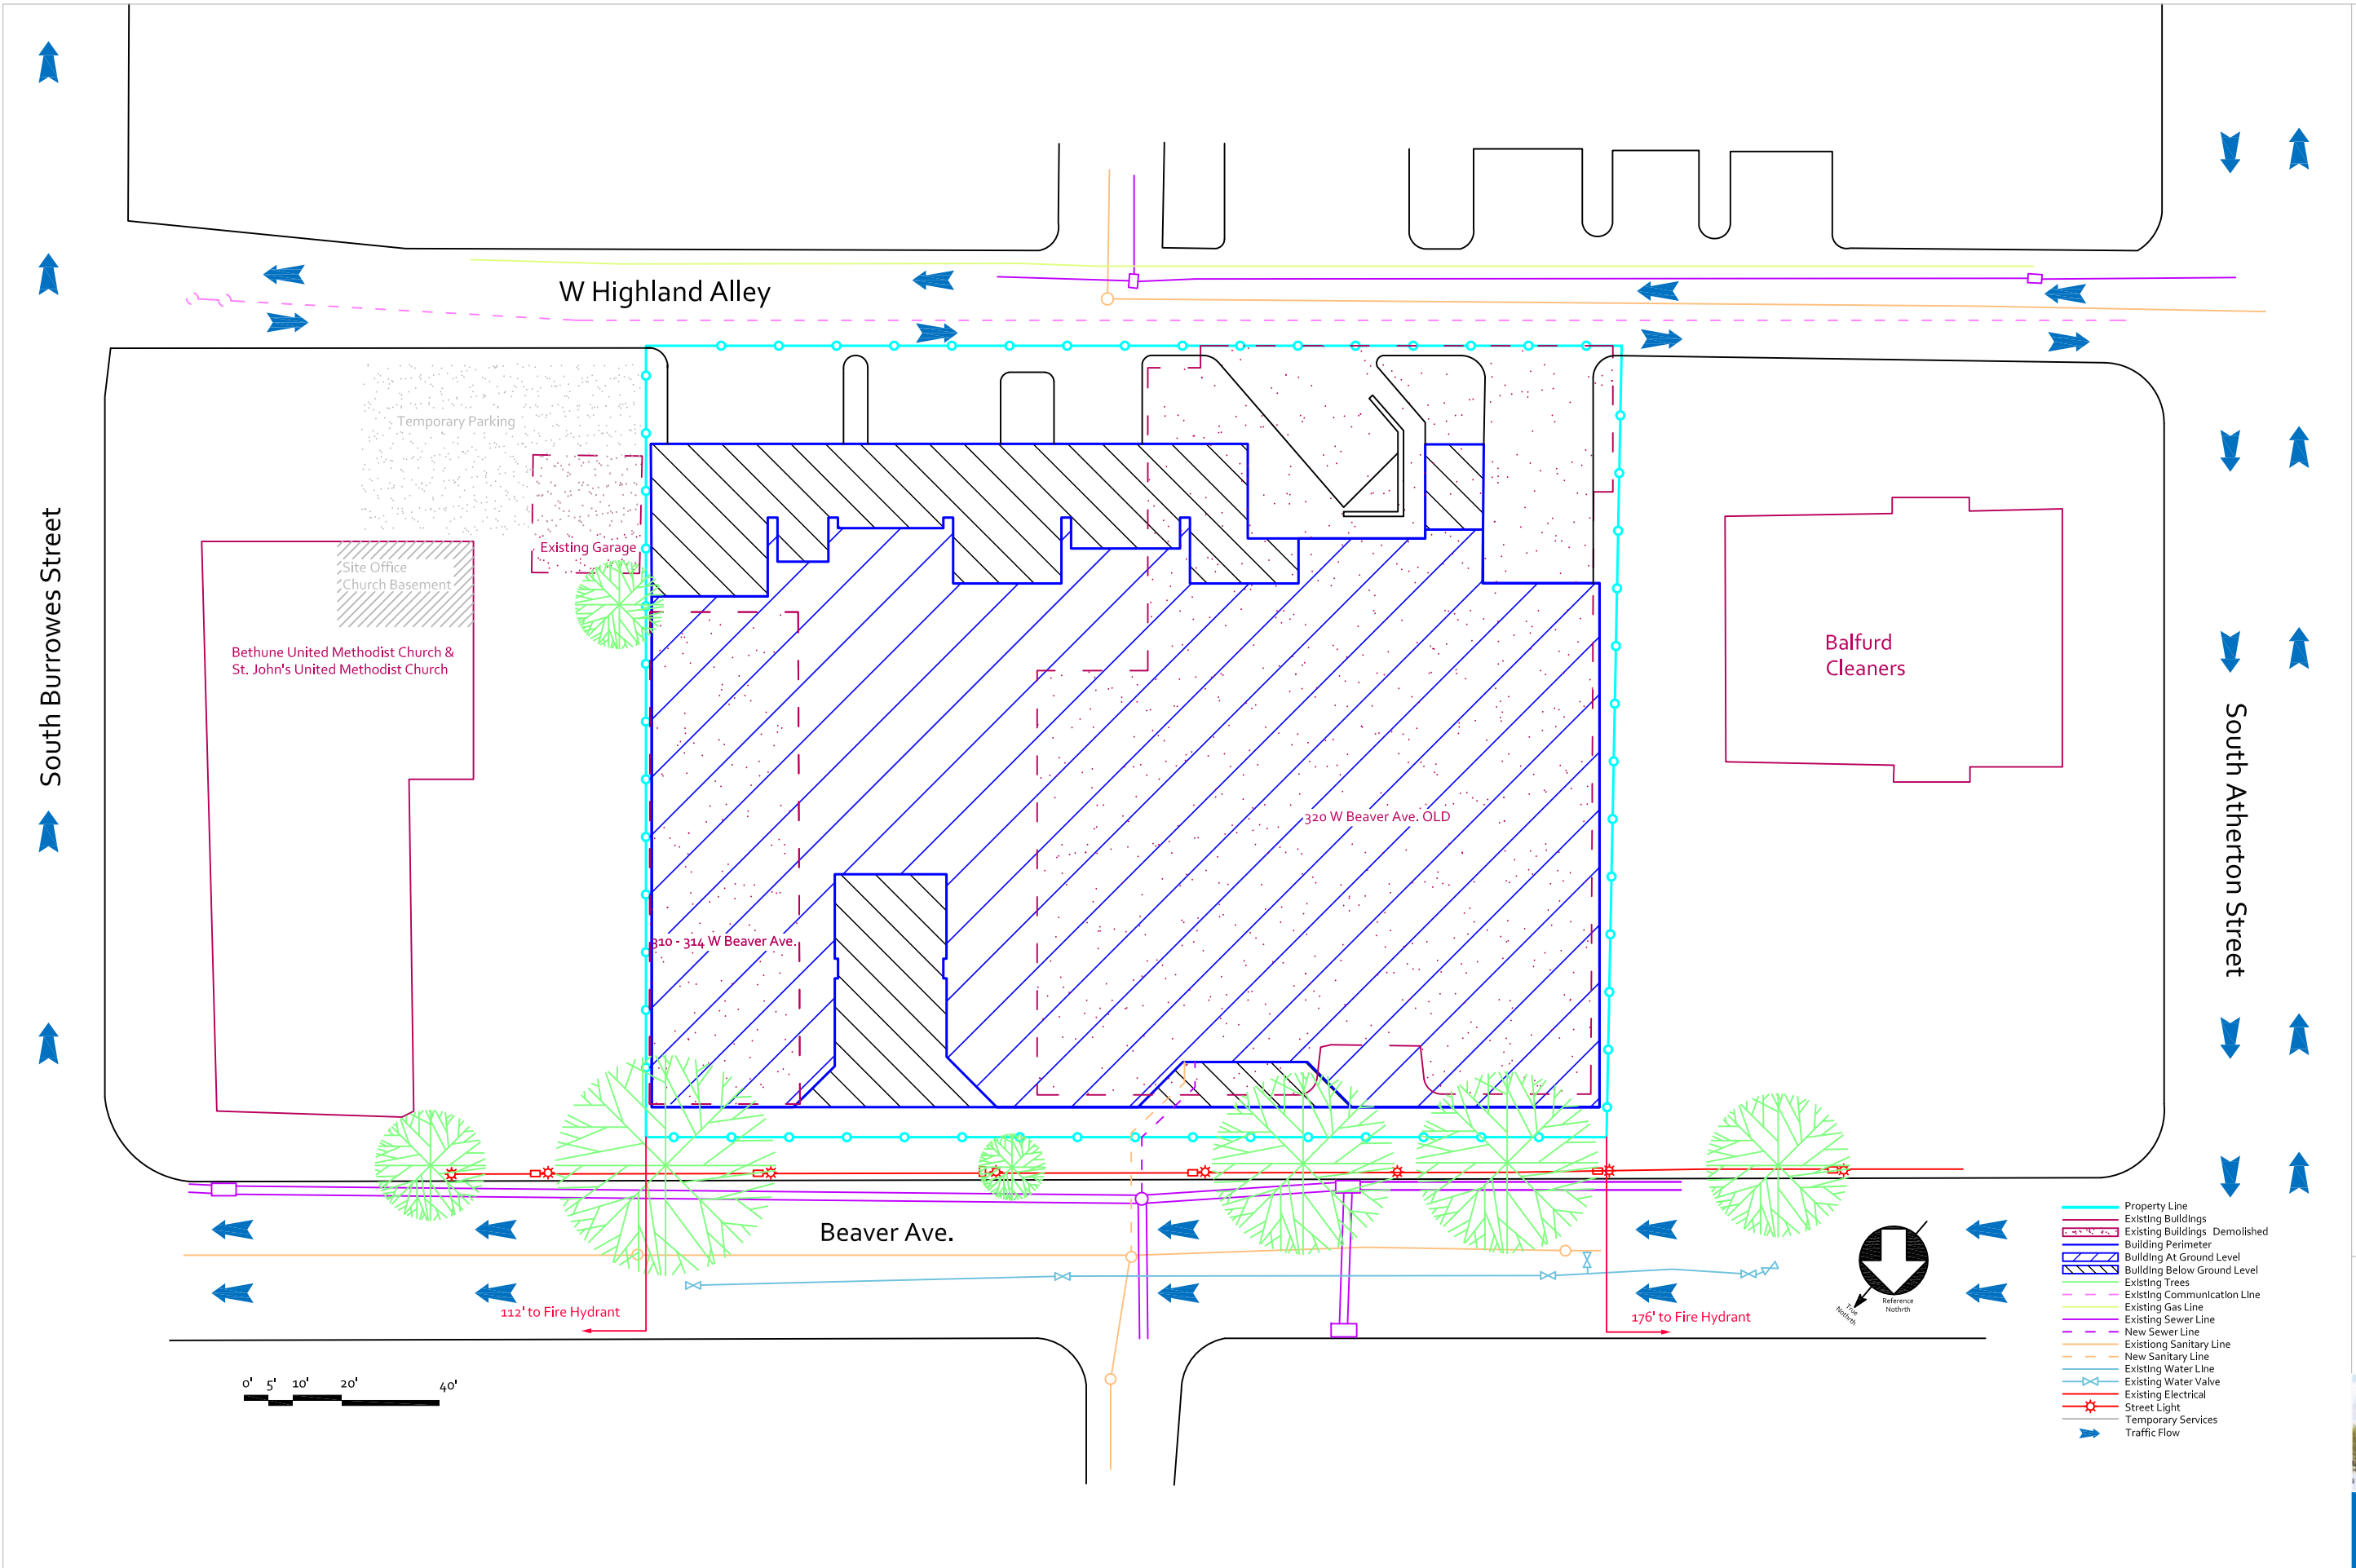 W Highland Alley
Temporary Parking
Existing Garage
Site Office
Church Basement
Bethune United Methodist Church &
St. John's United Methodist Church
South Burrowes Street
Balfurd
Cleaners
South Atherton Street
320 W Beaver Ave. OLD
310 - 314 W Beaver Ave.
Beaver Ave.
112' to Fire Hydrant
176' to Fire Hydrant
True
Nothrth
Reference
Nothrth
0' 5' 10' 20' 40'
Property Line
Existing Buildings
Existing Buildings Demolished
Building Perimeter
Building At Ground Level
Building Below Ground Level
Existing Trees
Existing Communication Line
Existing Gas Line
Existing Sewer Line
New Sewer Line
Existiong Sanitary Line
New Sanitary Line
Existing Water Line
Existing Water Valve
Existing Electrical
Street Light
Temporary Services
Traffic Flow